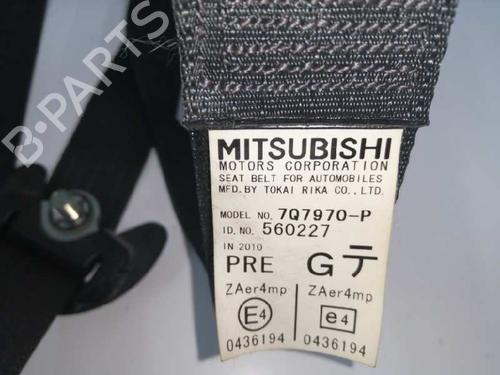 B-PARTS
MITSUBISHI
MOTORS CORPORATION
SEAT BELT FOR AUTOMOBILES
MFD.BY TOKAI RIKA CO.,LTD.
MODEL NO. 7Q7970-P
ID.NO. 560227
IN 2010
PRE G テ
ZAer4mp ZAer4mp
E4 e4
0436194 0436194